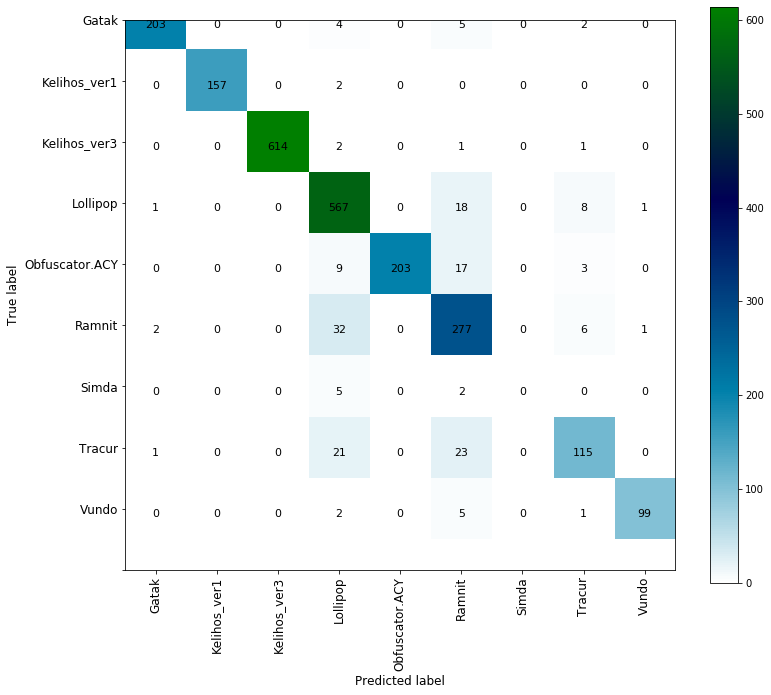 Gatak 203 0 0 4 0 5 0 2 0
Kelihos_ver1 0 157 0 2 0 0 0 0 0
Kelihos_ver3 0 0 614 2 0 1 0 1 0
Lollipop 1 0 0 567 0 18 0 8 1
Obfuscator.ACY 0 0 0 9 203 17 0 3 0
Ramnit 2 0 0 32 0 277 0 6 1
Simda 0 0 0 5 0 2 0 0 0
Tracur 1 0 0 21 0 23 0 115 0
Vundo 0 0 0 2 0 5 0 1 99
True label
Gatak Kelihos_ver1 Kelihos_ver3 Lollipop Obfuscator.ACY Ramnit Simda Tracur Vundo
Predicted label
600
500
400
300
200
100
0